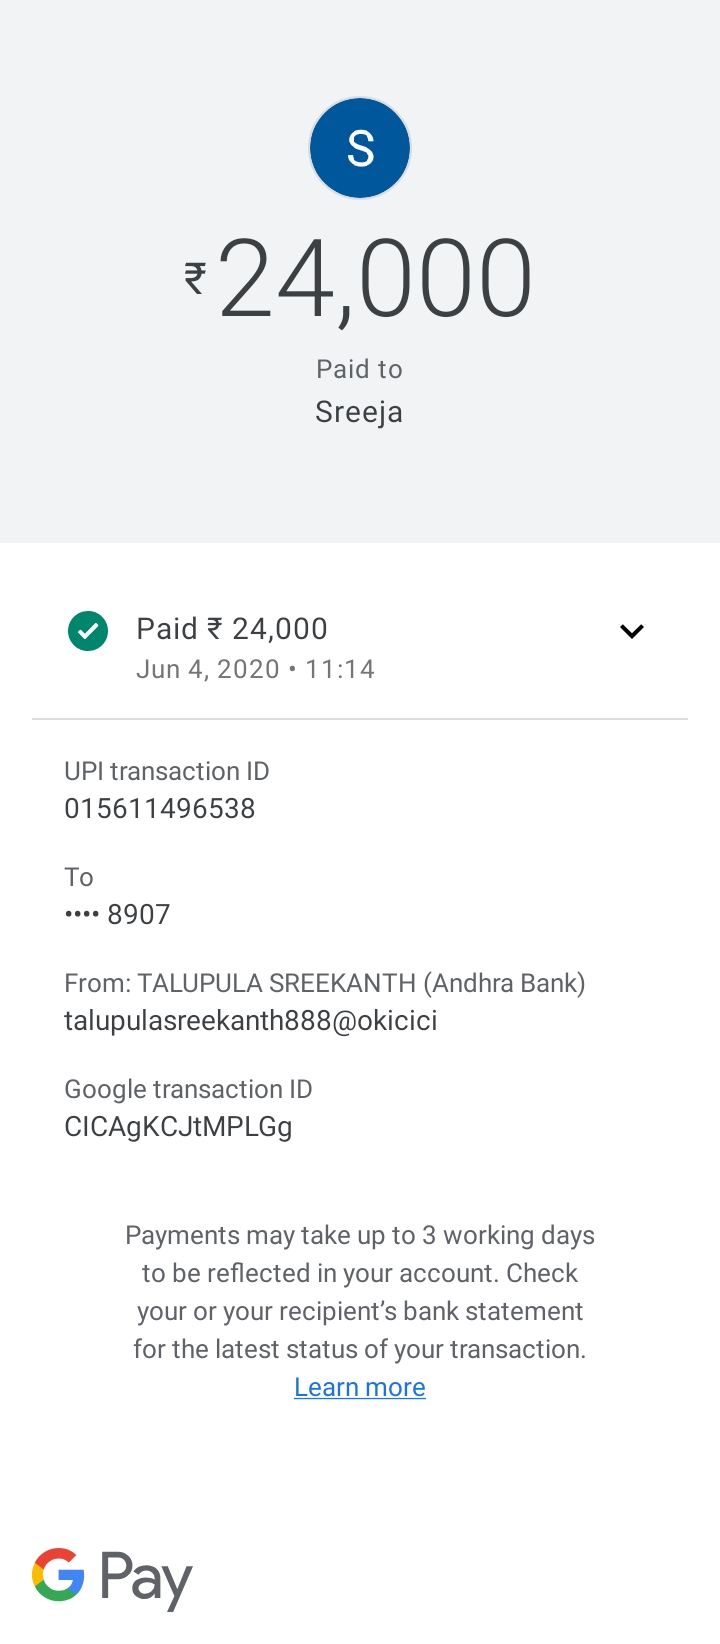 S
₹24,000
Paid to
Sreeja
Paid ₹ 24,000
Jun 4, 2020 • 11:14
UPI transaction ID
015611496538
To
•••• 8907
From: TALUPULA SREEKANTH (Andhra Bank)
talupulasreekanth888@okicici
Google transaction ID
CICAgKCJtMPLGg
Payments may take up to 3 working days
to be reflected in your account. Check
your or your recipient’s bank statement
for the latest status of your transaction.
Learn more
G Pay